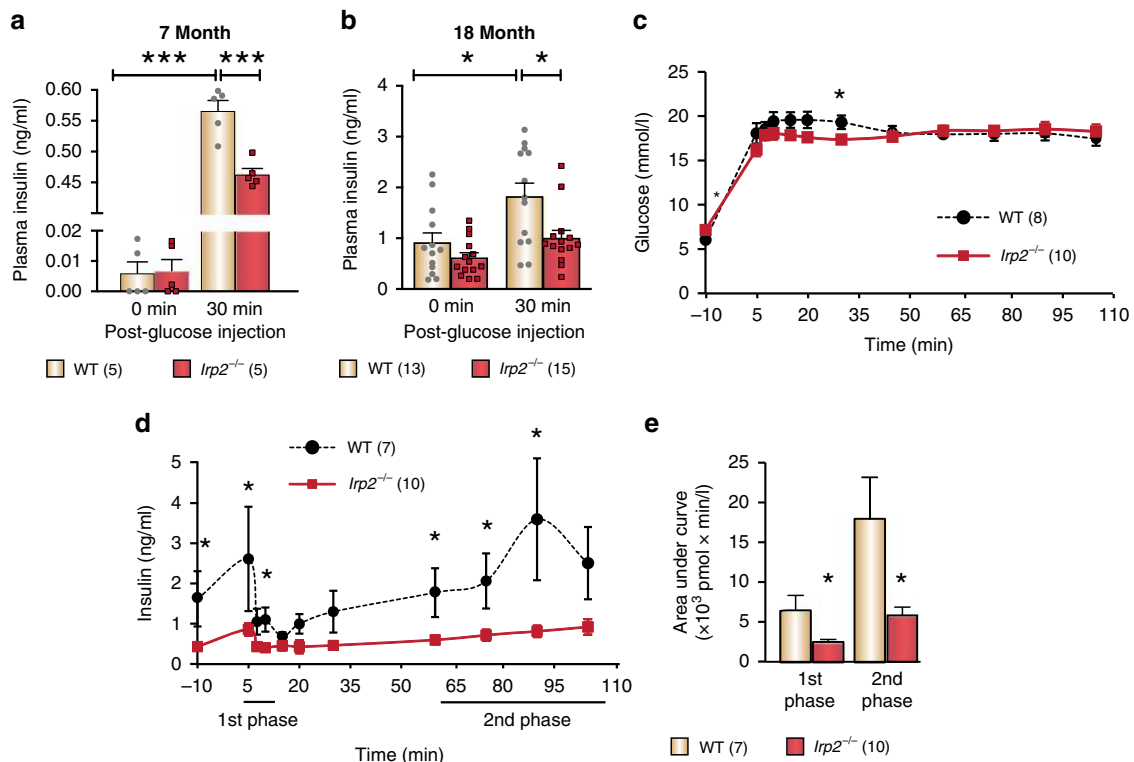 a
7 Month
*** ***
Plasma insulin (ng/ml)
0.60
0.55
0.50
0.45
0.02
0.01
0.00
0 min 30 min
Post-glucose injection
WT (5) Irp2–/– (5)
b
18 Month
* *
Plasma insulin (ng/ml)
4
3
2
1
0
0 min 30 min
Post-glucose injection
WT (13) Irp2–/– (15)
c
Glucose (mmol/l)
25
20
15
10
5
0
*
*
WT (8)
Irp2–/– (10)
–10 5 20 35 50 65 80 95 110
Time (min)
d
WT (7)
Irp2–/– (10)
Insulin (ng/ml)
5
4
3
2
1
0
* * * * * *
–10 5 20 35 50 65 80 95 110
1st phase 2nd phase
Time (min)
e
Area under curve
(×10³ pmol × min/l)
25
20
15
10
5
0
* *
1st 2nd
phase phase
WT (7) Irp2–/– (10)